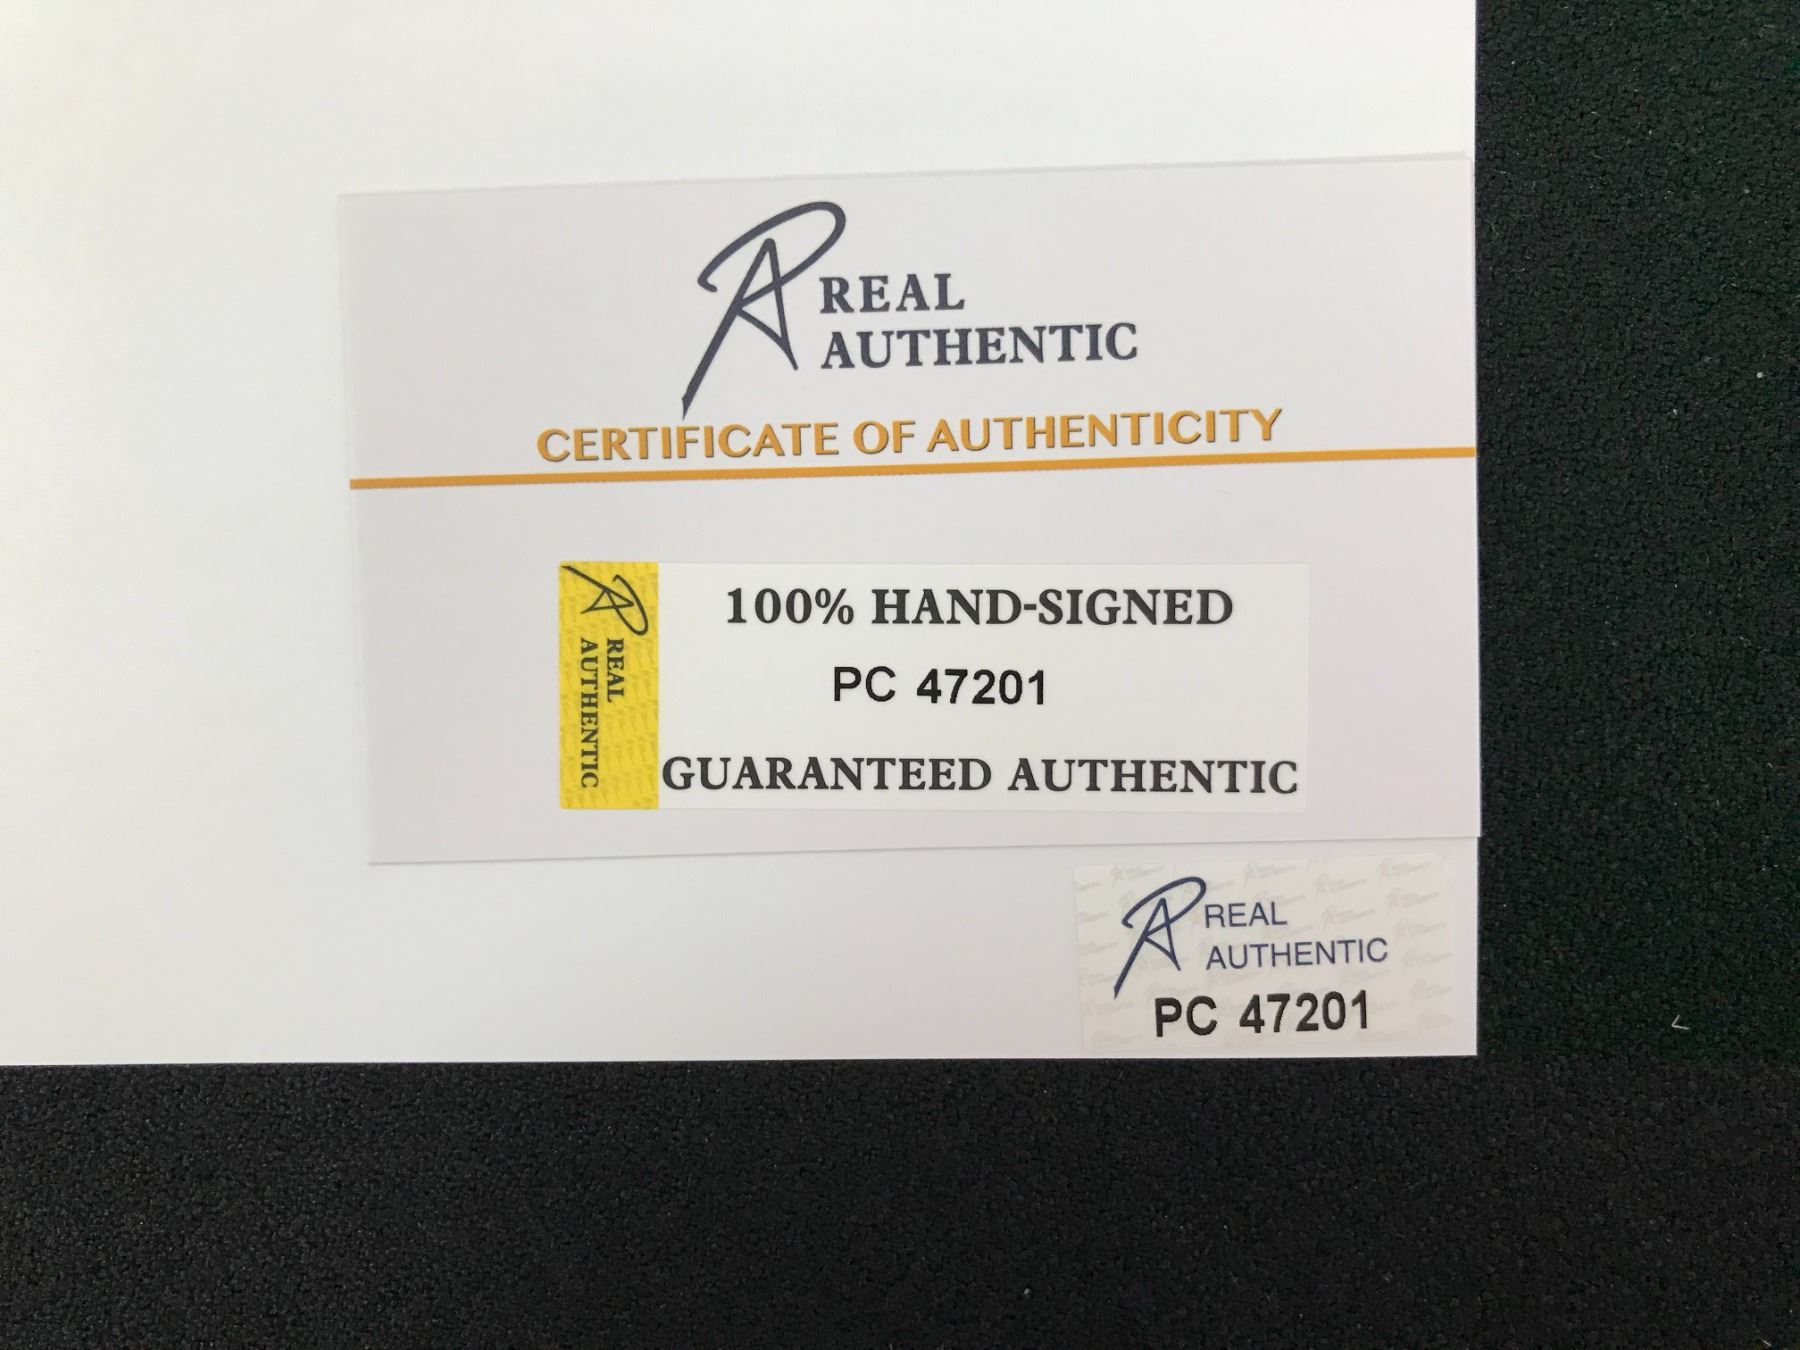 REAL
AUTHENTIC
CERTIFICATE OF AUTHENTICITY
REAL
AUTHENTIC
100% HAND-SIGNED
PC 47201
GUARANTEED AUTHENTIC
REAL
AUTHENTIC
PC 47201